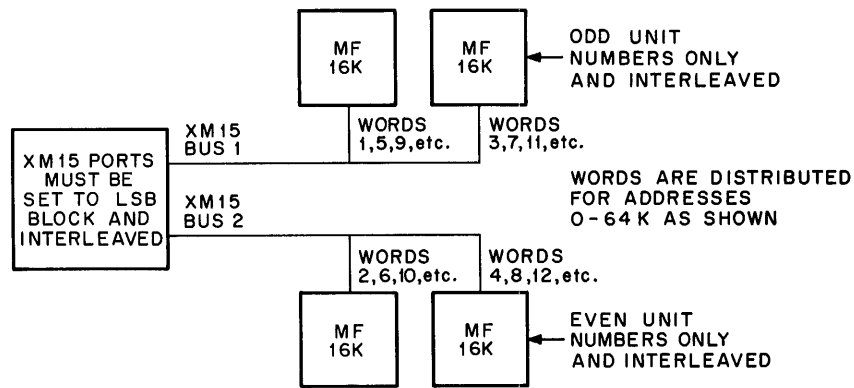 MF
16K
MF
16K
ODD UNIT
NUMBERS ONLY
AND INTERLEAVED
XM15
BUS 1
WORDS
1,5,9,etc.
WORDS
3,7,11,etc.
XM15 PORTS
MUST BE
SET TO LSB
BLOCK AND
INTERLEAVED
XM15
BUS 2
WORDS ARE DISTRIBUTED
FOR ADDRESSES
0-64K AS SHOWN
WORDS
2,6,10,etc.
WORDS
4,8,12,etc.
MF
16K
MF
16K
EVEN UNIT
NUMBERS ONLY
AND INTERLEAVED